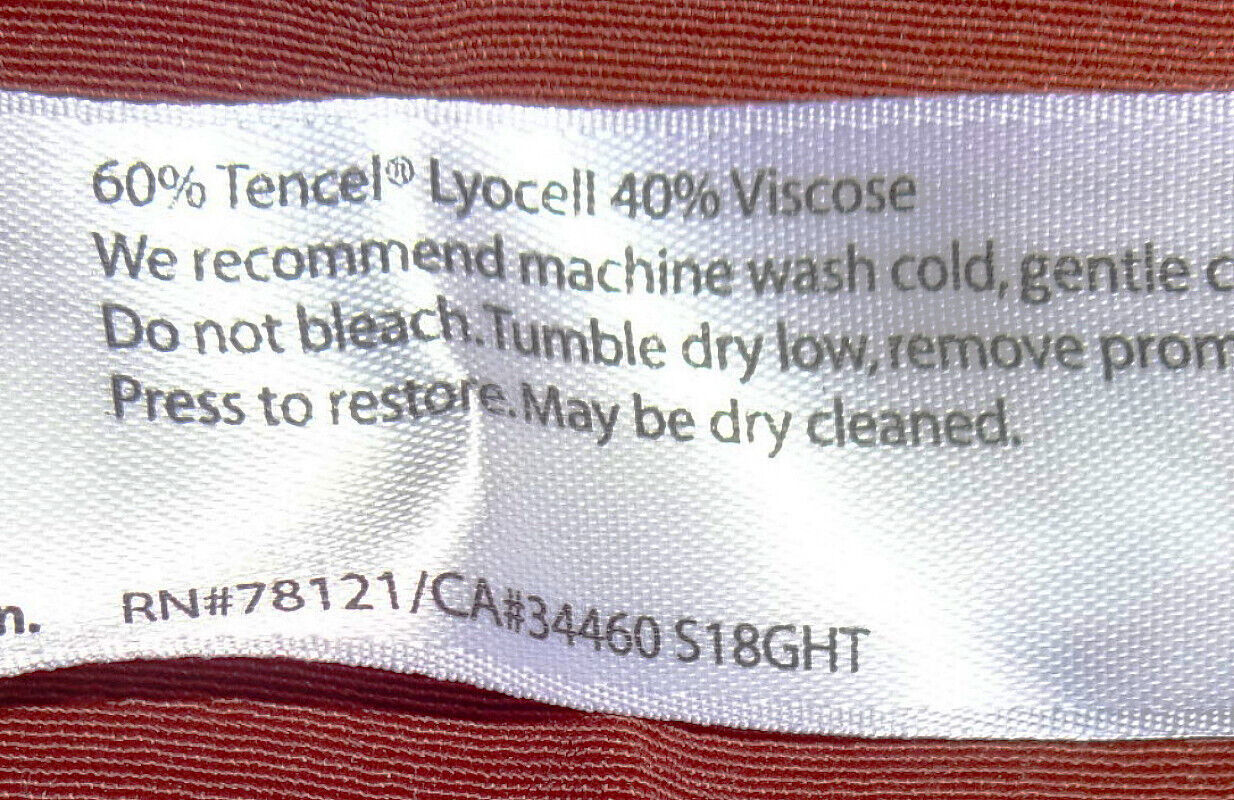 60% Tencel® Lyocell 40% Viscose
We recommend machine wash cold, gentle c
Do not bleach. Tumble dry low, remove prom
Press to restore. May be dry cleaned.
n. RN#78121/CA#34460 S18GHT